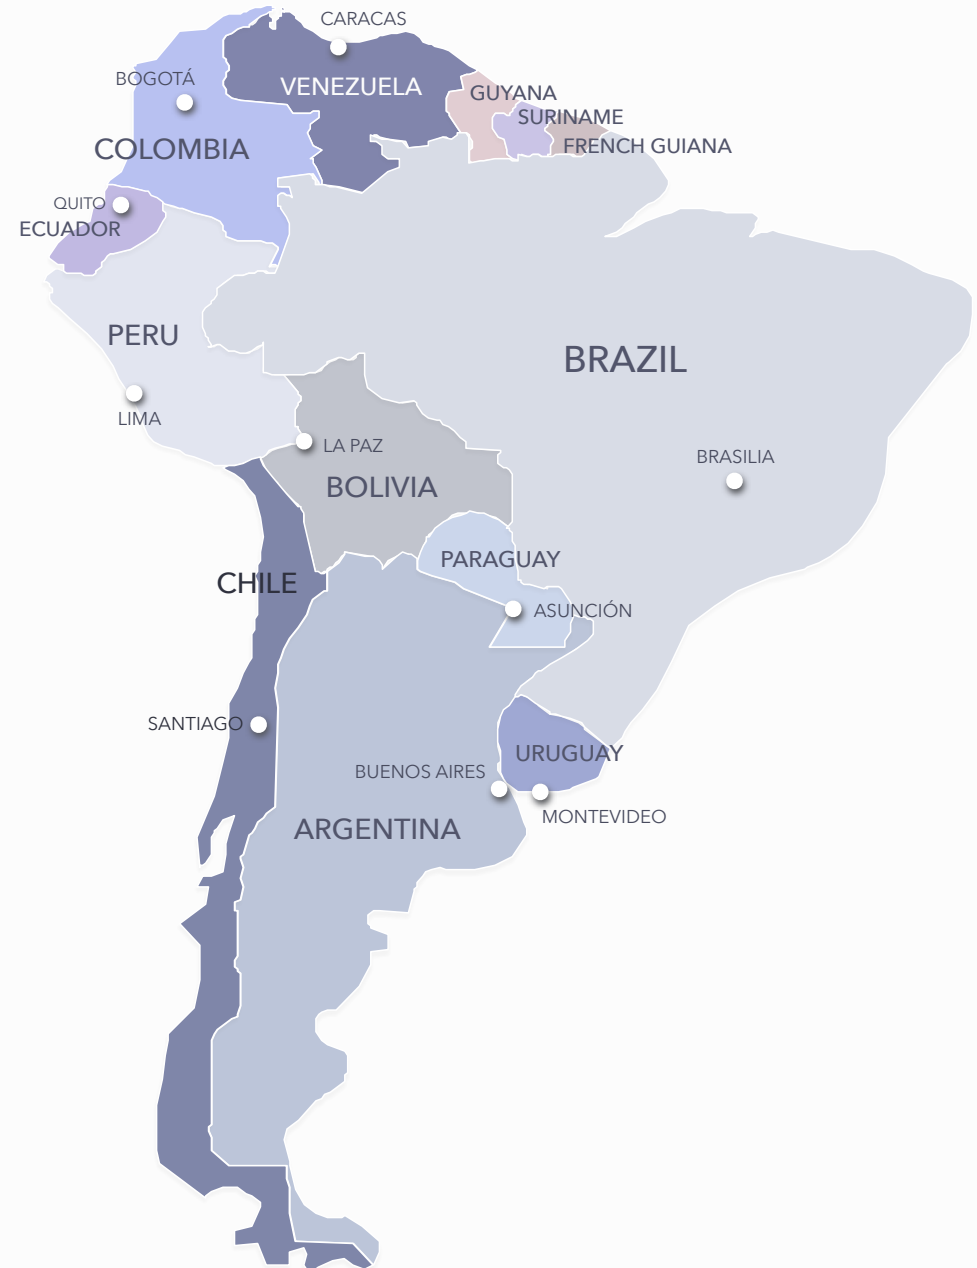 CARACAS
BOGOTÁ
VENEZUELA
GUYANA
SURINAME
FRENCH GUIANA
COLOMBIA
QUITO
ECUADOR
PERU
BRAZIL
LIMA
LA PAZ
BRASILIA
BOLIVIA
PARAGUAY
CHILE
ASUNCIÓN
SANTIAGO
URUGUAY
BUENOS AIRES
MONTEVIDEO
ARGENTINA